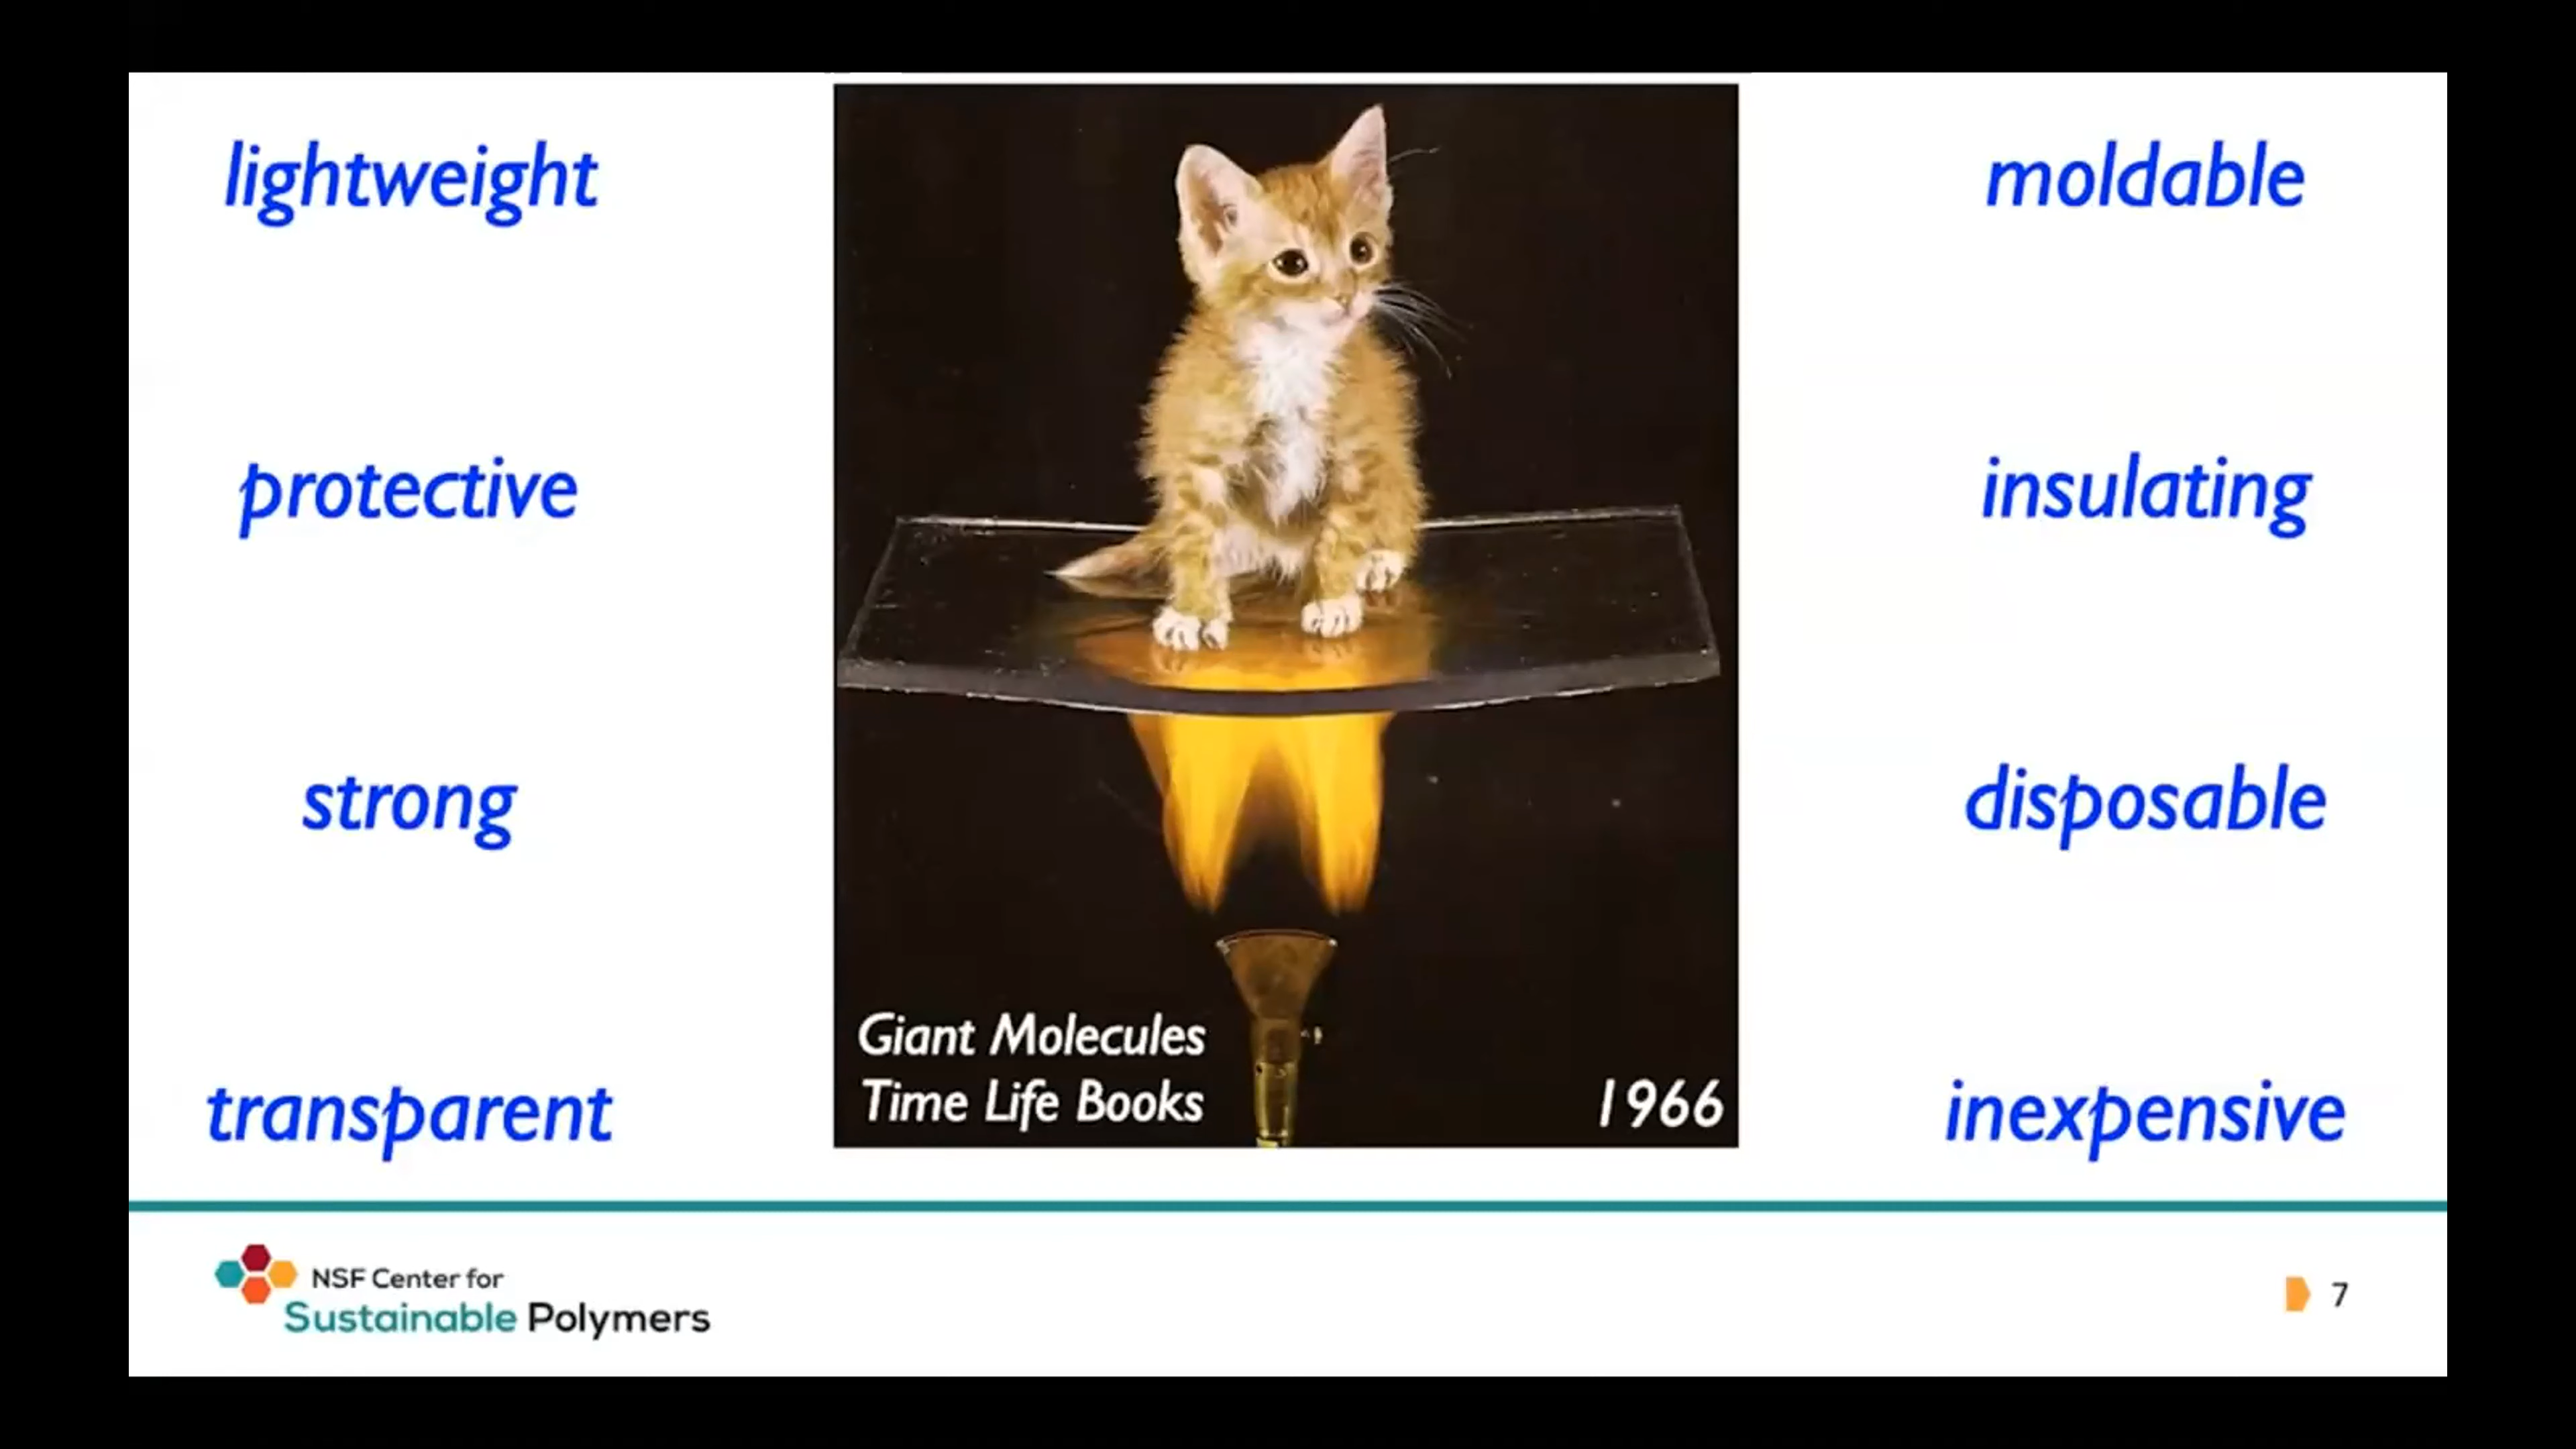 lightweight
protective
strong
transparent
Giant Molecules
Time Life Books
1966
moldable
insulating
disposable
inexpensive
NSF Center for
Sustainable Polymers
7